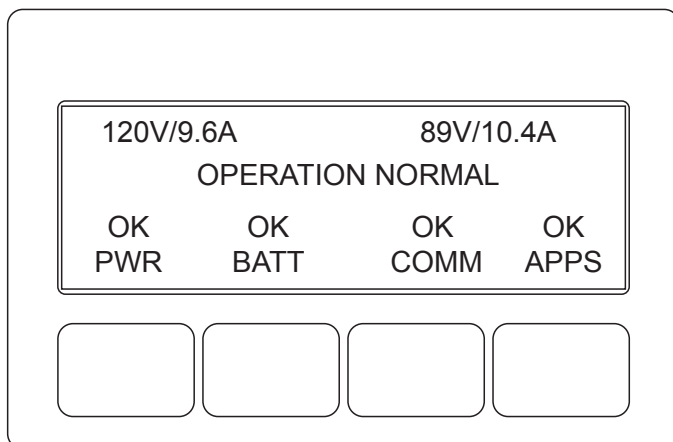 120V/9.6A 89V/10.4A
OPERATION NORMAL
OK OK OK OK
PWR BATT COMM APPS